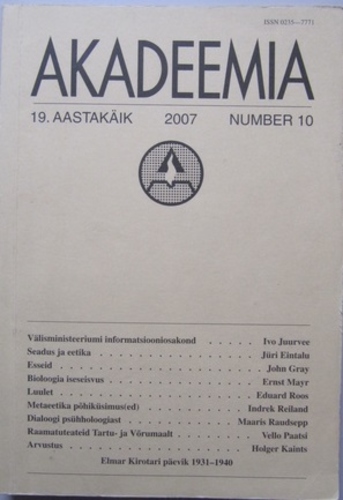 ISSN 0235—7771
AKADEEMIA
19. AASTAKÄIK 2007 NUMBER 10
Välisministeeriumi informatsiooniosakond . . . . . Ivo Juurvee
Seadus ja eetika . . . . . . . . . . . . . . Jüri Eintalu
Esseid . . . . . . . . . . . . . . . . . . John Gray
Bioloogia iseseisvus . . . . . . . . . . . . . Ernst Mayr
Luulet . . . . . . . . . . . . . . . . . Eduard Roos
Metaeetika põhiküsimus(ed) . . . . . . . . . Indrek Reiland
Dialoogi psühholoogiast . . . . . . . . . Maaris Raudsepp
Raamatuteateid Tartu- ja Võrumaalt . . . . . . Vello Paatsi
Arvustus . . . . . . . . . . . . . . . . Holger Kaints
Elmar Kirotari päevik 1931–1940